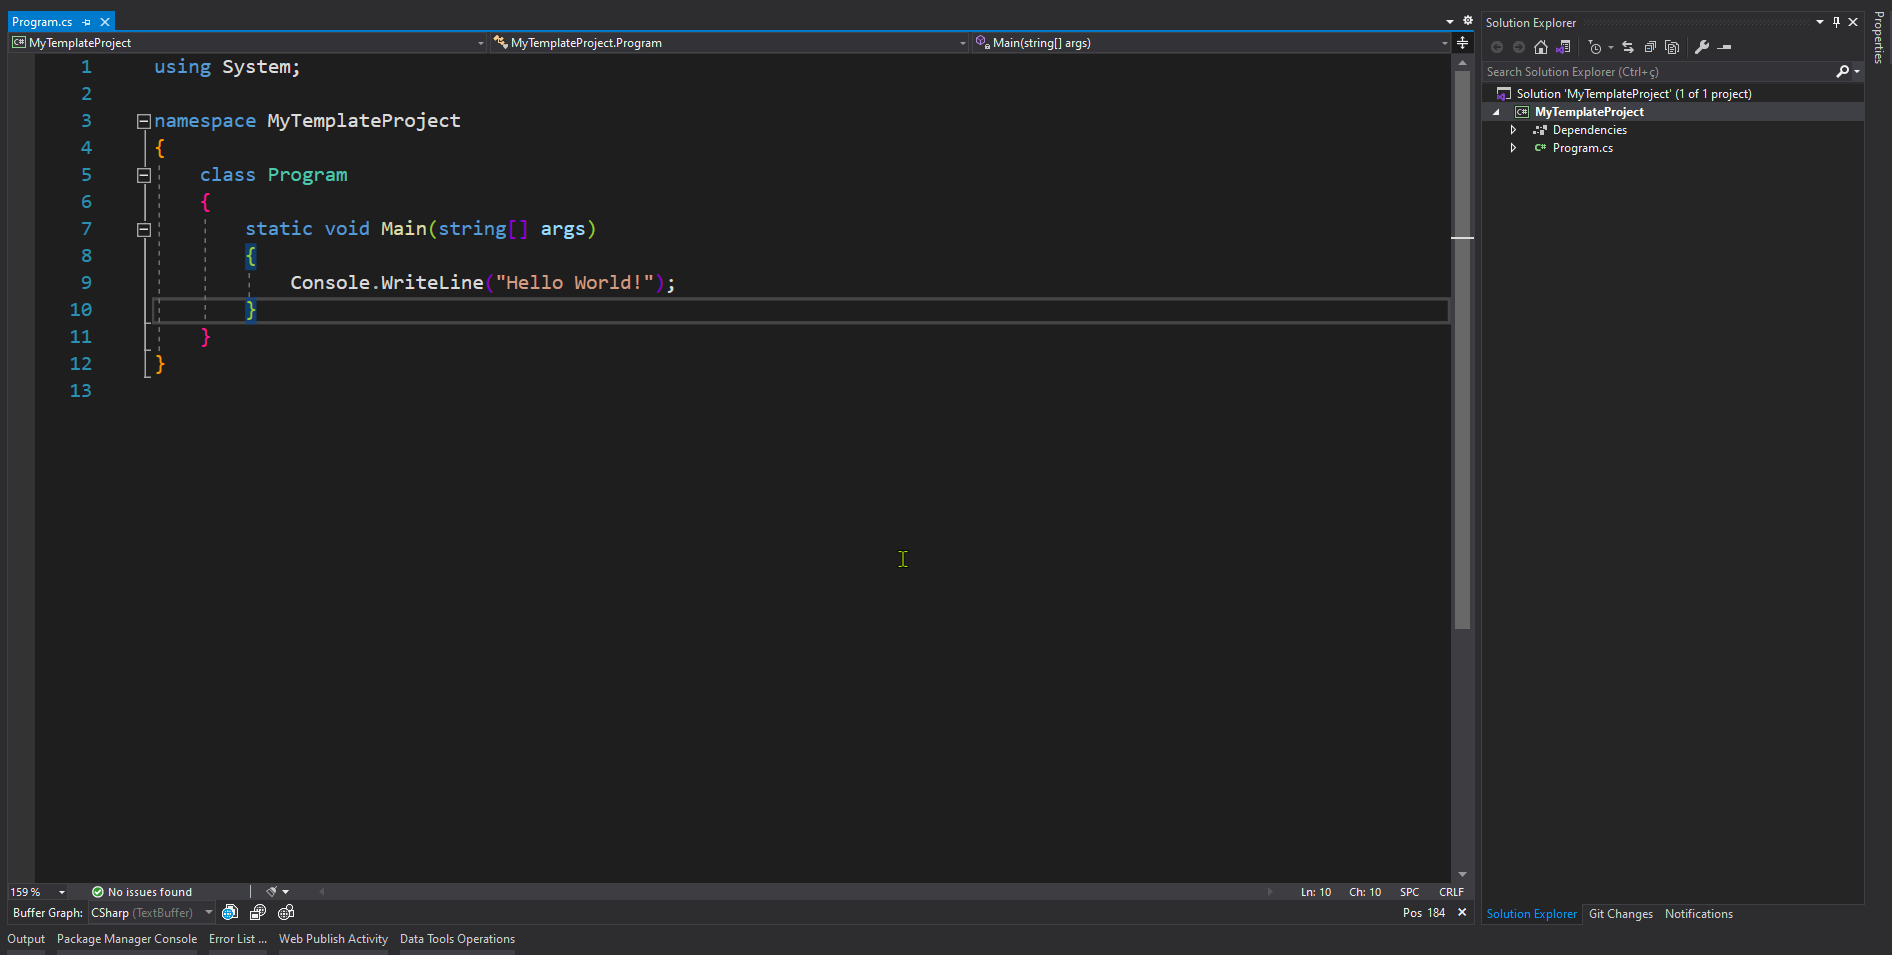 Program.cs
MyTemplateProject
MyTemplateProject.Program
Main(string[] args)
1 using System;
2
3 namespace MyTemplateProject
4 {
5 class Program
6 {
7 static void Main(string[] args)
8 {
9 Console.WriteLine("Hello World!");
10 }
11 }
12 }
13
159 %
No issues found
Ln: 10 Ch: 10 SPC CRLF
Buffer Graph: CSharp (TextBuffer)
Pos 184
Output Package Manager Console Error List ... Web Publish Activity Data Tools Operations
Solution Explorer
Search Solution Explorer (Ctrl+ç)
Solution 'MyTemplateProject' (1 of 1 project)
C# MyTemplateProject
Dependencies
C# Program.cs
Solution Explorer Git Changes Notifications
Properties